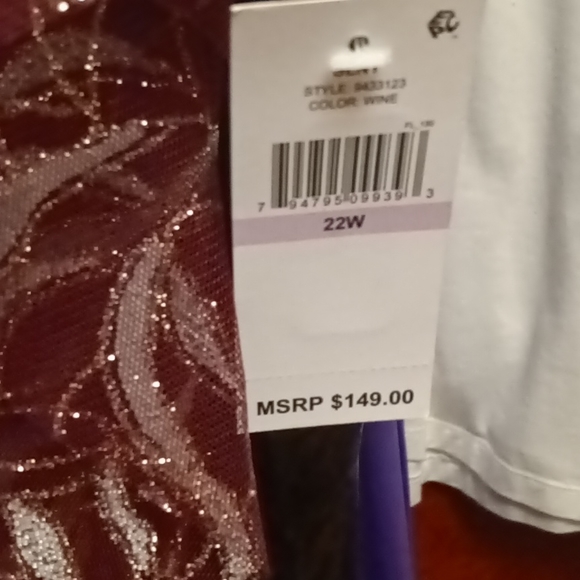 STYLE: 9433123
COLOR: WINE
7 94795 09939 3
22W
MSRP $149.00